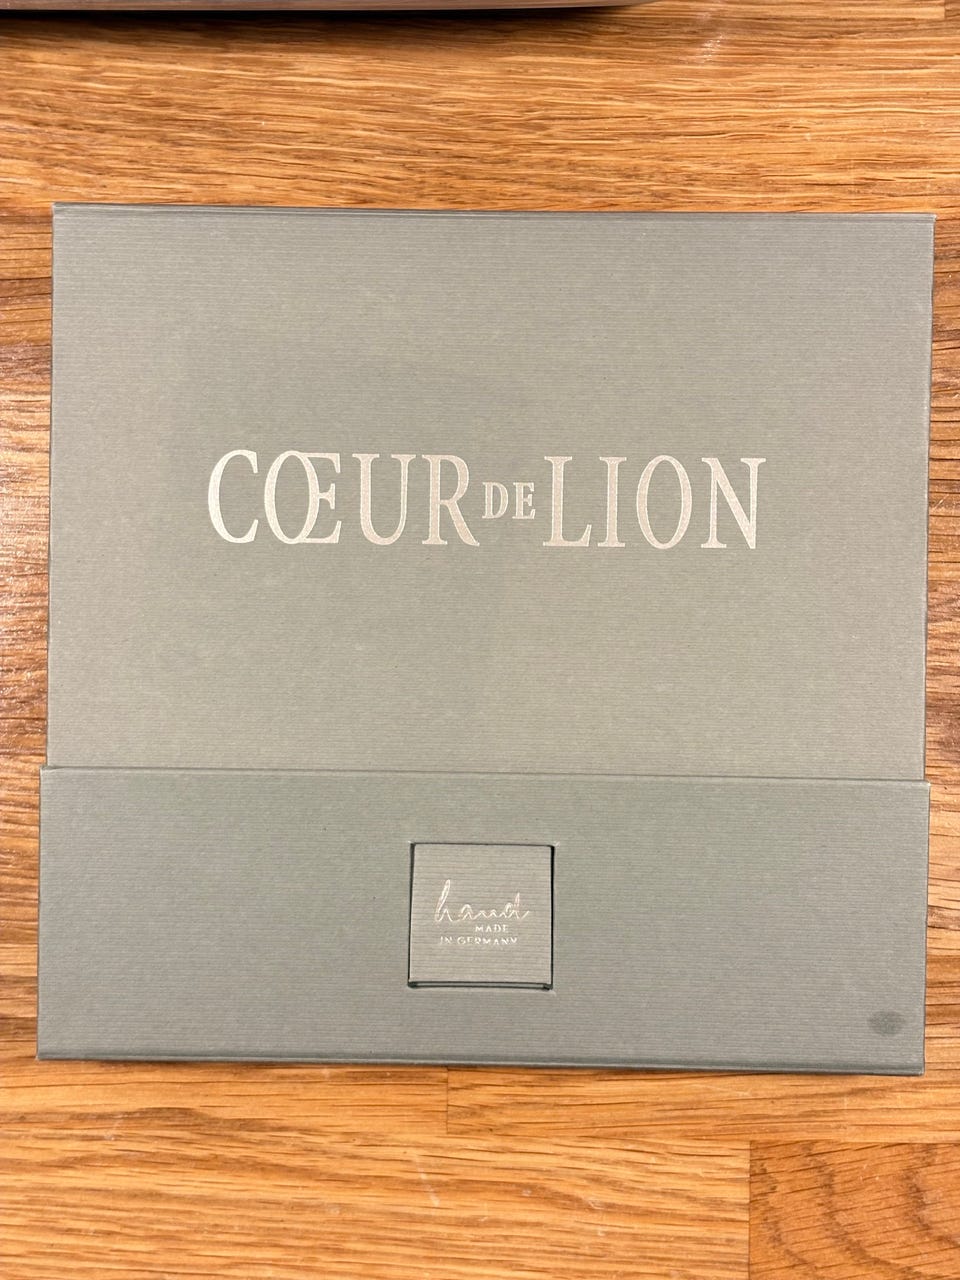 CŒUR DE LION
hand
MADE
IN GERMANY